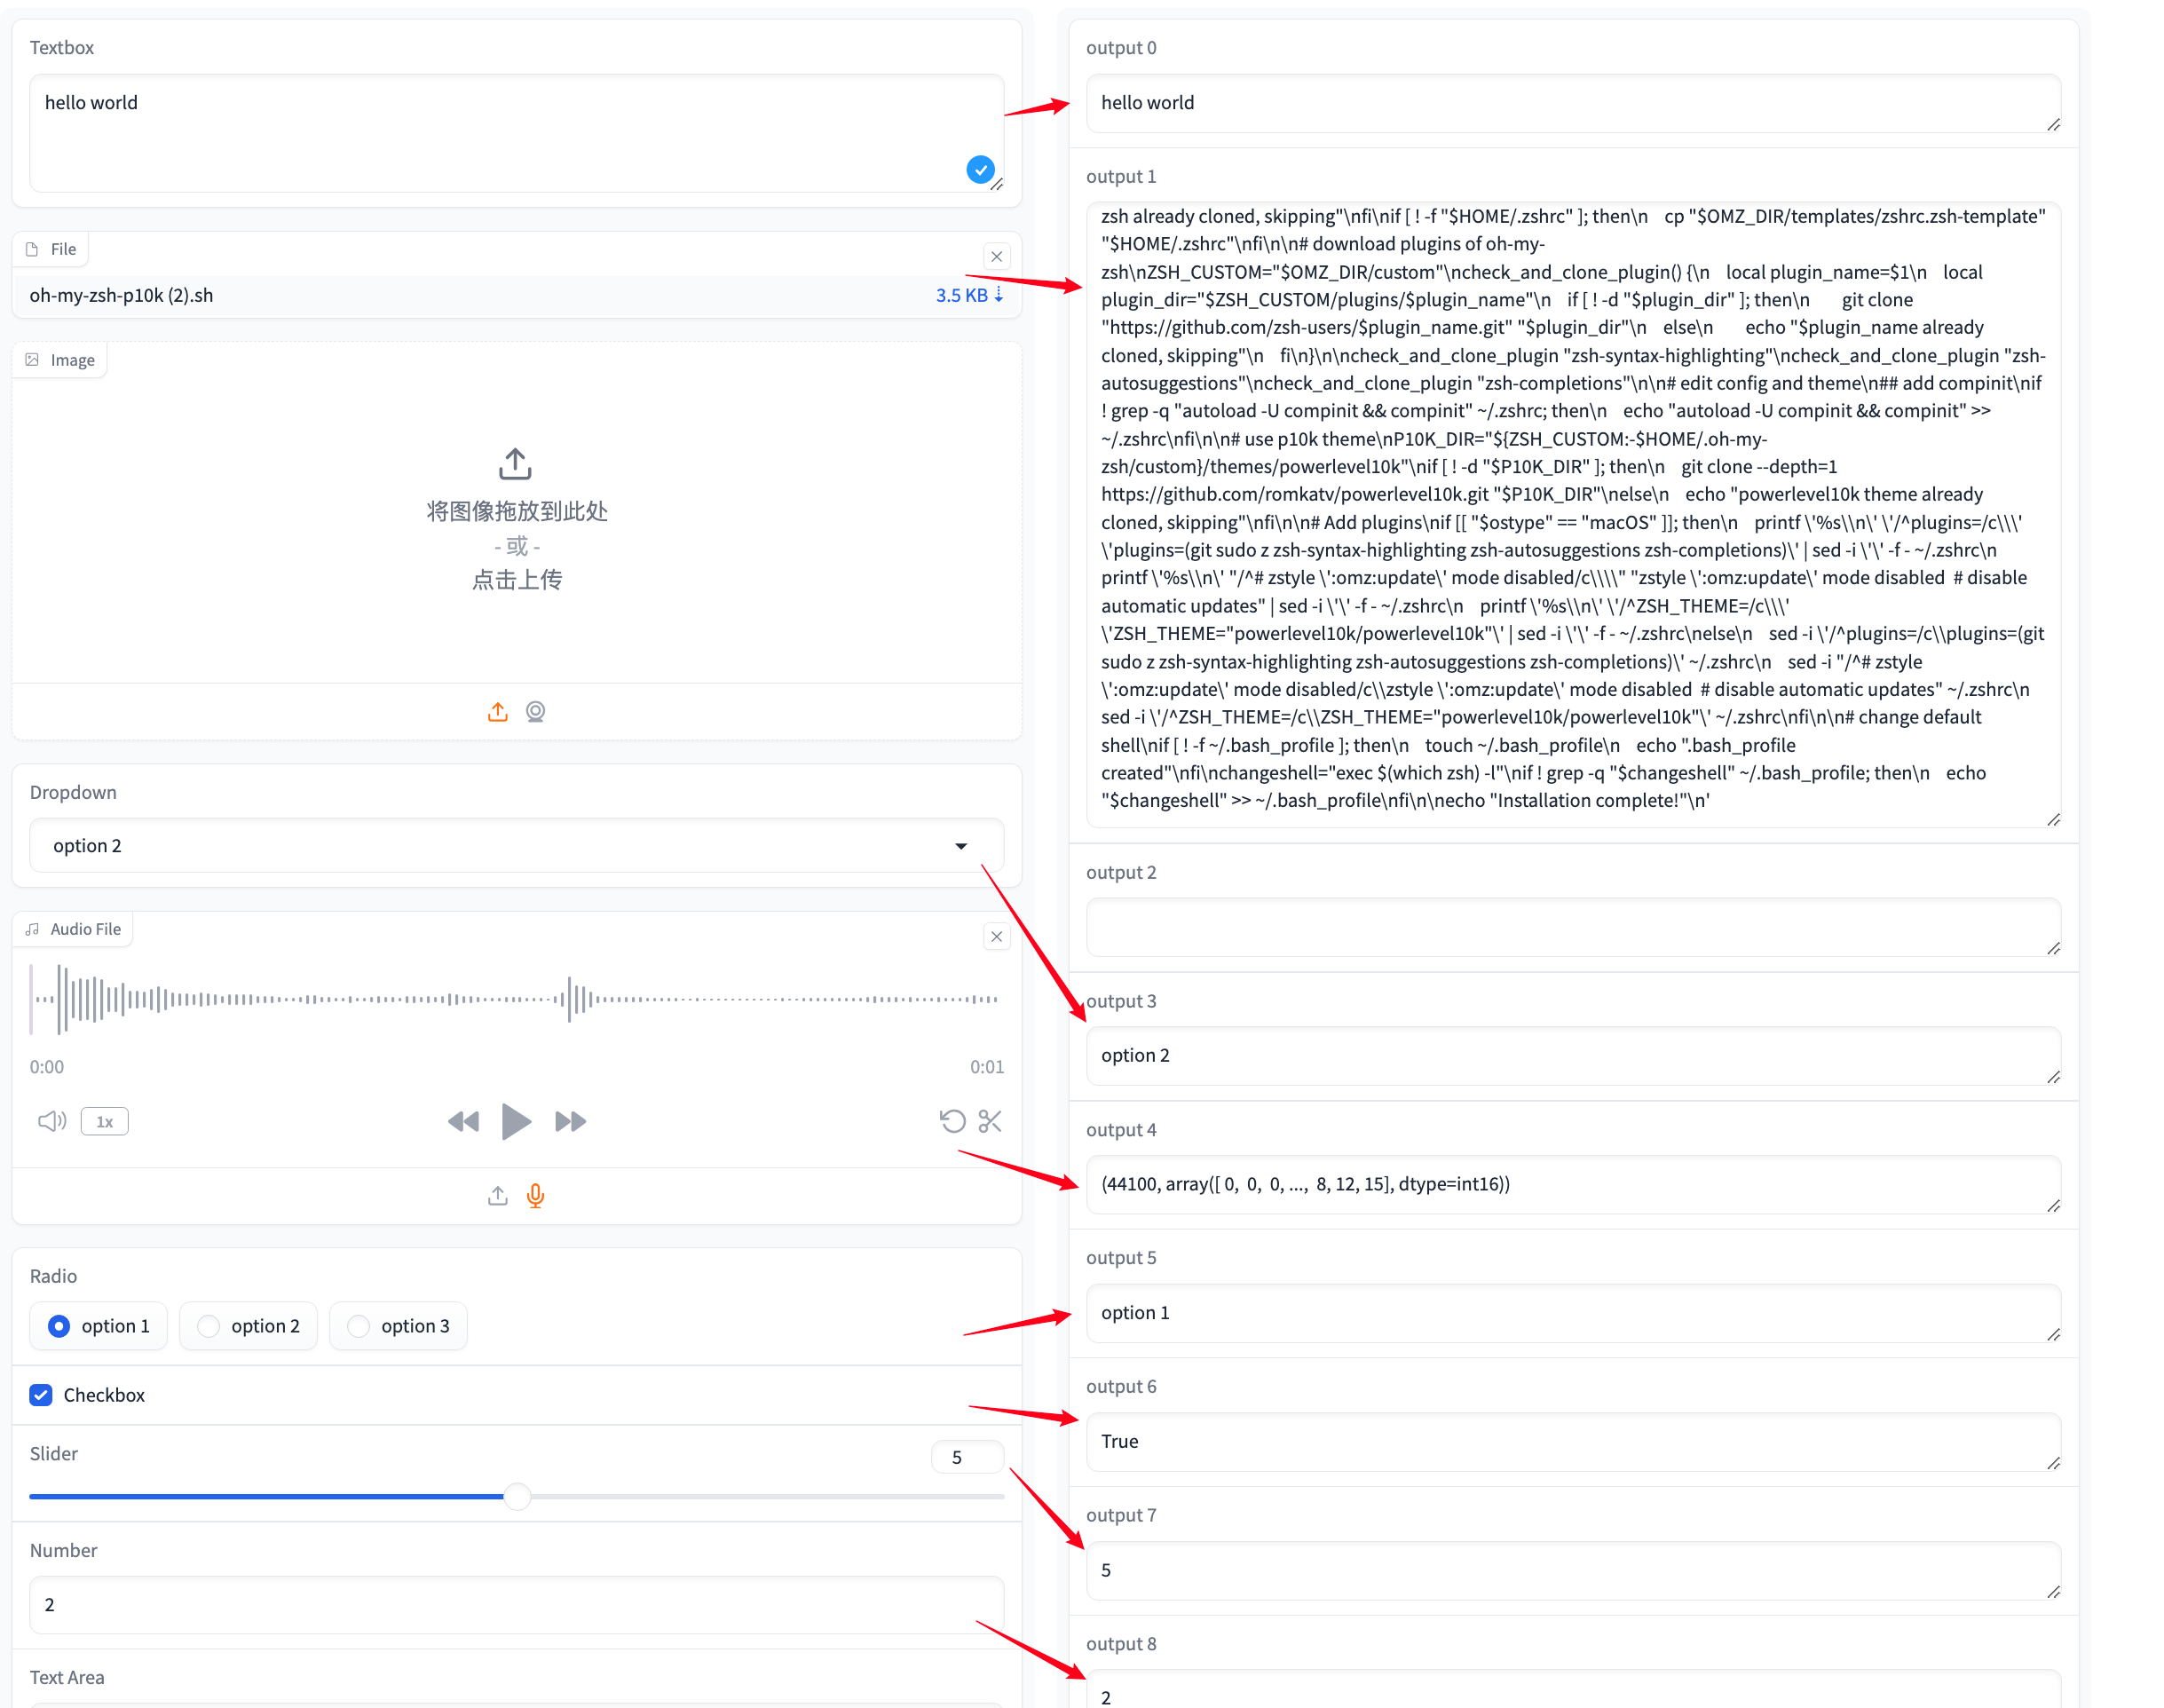 Textbox
hello world
File
oh-my-zsh-p10k (2).sh
3.5 KB ⇣
Image
将图像拖放到此处
- 或 -
点击上传
Dropdown
option 2
Audio File
0:00
0:01
1x
Radio
option 1
option 2
option 3
Checkbox
Slider
5
Number
2
Text Area
output 0
hello world
output 1
zsh already cloned, skipping"\nfi\nif [ ! -f "$HOME/.zshrc" ]; then\n    cp "$OMZ_DIR/templates/zshrc.zsh-template"
"$HOME/.zshrc"\nfi\n\n# download plugins of oh-my-
zsh\nZSH_CUSTOM="$OMZ_DIR/custom"\ncheck_and_clone_plugin() {\n    local plugin_name=$1\n    local
plugin_dir="$ZSH_CUSTOM/plugins/$plugin_name"\n    if [ ! -d "$plugin_dir" ]; then\n        git clone
"https://github.com/zsh-users/$plugin_name.git" "$plugin_dir"\n    else\n        echo "$plugin_name already
cloned, skipping"\n    fi\n}\n\ncheck_and_clone_plugin "zsh-syntax-highlighting"\ncheck_and_clone_plugin "zsh-
autosuggestions"\ncheck_and_clone_plugin "zsh-completions"\n\n# edit config and theme\n## add compinit\nif
! grep -q "autoload -U compinit && compinit" ~/.zshrc; then\n    echo "autoload -U compinit && compinit" >>
~/.zshrc\nfi\n\n# use p10k theme\nP10K_DIR="${ZSH_CUSTOM:-$HOME/.oh-my-
zsh/custom}/themes/powerlevel10k"\nif [ ! -d "$P10K_DIR" ]; then\n    git clone --depth=1
https://github.com/romkatv/powerlevel10k.git "$P10K_DIR"\nelse\n    echo "powerlevel10k theme already
cloned, skipping"\nfi\n\n# Add plugins\nif [[ "$ostype" == "macOS" ]]; then\n    printf \'%s\\n\' \'/^plugins=/c\\\'
\'plugins=(git sudo z zsh-syntax-highlighting zsh-autosuggestions zsh-completions)\' | sed -i \'\' -f - ~/.zshrc\n
printf \'%s\\n\' "/^# zstyle \':omz:update\' mode disabled/c\\\\" "zstyle \':omz:update\' mode disabled  # disable
automatic updates" | sed -i \'\' -f - ~/.zshrc\n    printf \'%s\\n\' \'/^ZSH_THEME=/c\\\'
\'ZSH_THEME="powerlevel10k/powerlevel10k"\' | sed -i \'\' -f - ~/.zshrc\nelse\n    sed -i \'/^plugins=/c\\plugins=(git
sudo z zsh-syntax-highlighting zsh-autosuggestions zsh-completions)\' ~/.zshrc\n    sed -i "/^# zstyle
\':omz:update\' mode disabled/c\\zstyle \':omz:update\' mode disabled  # disable automatic updates" ~/.zshrc\n
sed -i \'/^ZSH_THEME=/c\\ZSH_THEME="powerlevel10k/powerlevel10k"\' ~/.zshrc\nfi\n\n# change default
shell\nif [ ! -f ~/.bash_profile ]; then\n    touch ~/.bash_profile\n    echo ".bash_profile
created"\nfi\nchangeshell="exec $(which zsh) -l"\nif ! grep -q "$changeshell" ~/.bash_profile; then\n    echo
"$changeshell" >> ~/.bash_profile\nfi\n\necho "Installation complete!"\n'
output 2
output 3
option 2
output 4
(44100, array([ 0,  0,  0, ...,  8, 12, 15], dtype=int16))
output 5
option 1
output 6
True
output 7
5
output 8
2